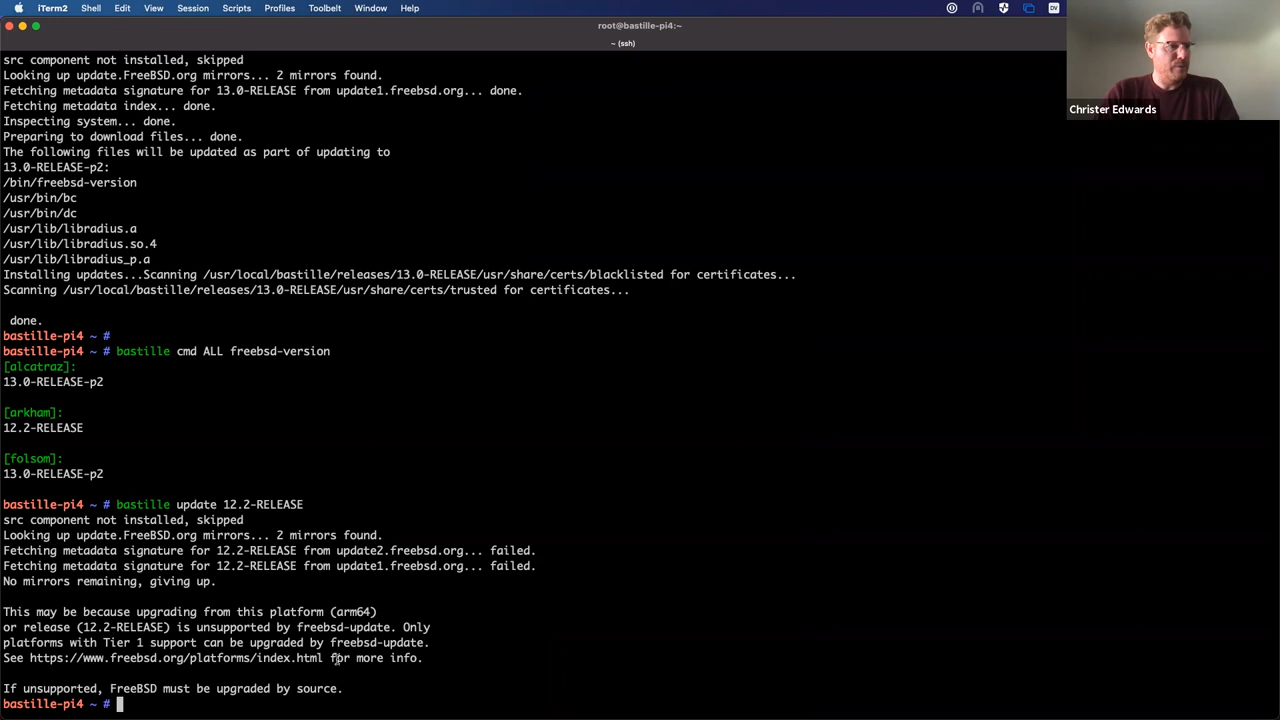 iTerm2 Shell Edit View Session Scripts Profiles Toolbelt Window Help
root@bastille-pi4:~
~ (ssh)
Christer Edwards
src component not installed, skipped
Looking up update.FreeBSD.org mirrors... 2 mirrors found.
Fetching metadata signature for 13.0-RELEASE from update1.freebsd.org... done.
Fetching metadata index... done.
Inspecting system... done.
Preparing to download files... done.
The following files will be updated as part of updating to
13.0-RELEASE-p2:
/bin/freebsd-version
/usr/bin/bc
/usr/bin/dc
/usr/lib/libradius.a
/usr/lib/libradius.so.4
/usr/lib/libradius_p.a
Installing updates...Scanning /usr/local/bastille/releases/13.0-RELEASE/usr/share/certs/blacklisted for certificates...
Scanning /usr/local/bastille/releases/13.0-RELEASE/usr/share/certs/trusted for certificates...
done.
bastille-pi4 ~ #
bastille-pi4 ~ # bastille cmd ALL freebsd-version
[alcatraz]:
13.0-RELEASE-p2
[arkham]:
12.2-RELEASE
[folsom]:
13.0-RELEASE-p2
bastille-pi4 ~ # bastille update 12.2-RELEASE
src component not installed, skipped
Looking up update.FreeBSD.org mirrors... 2 mirrors found.
Fetching metadata signature for 12.2-RELEASE from update2.freebsd.org... failed.
Fetching metadata signature for 12.2-RELEASE from update1.freebsd.org... failed.
No mirrors remaining, giving up.
This may be because upgrading from this platform (arm64)
or release (12.2-RELEASE) is unsupported by freebsd-update. Only
platforms with Tier 1 support can be upgraded by freebsd-update.
See https://www.freebsd.org/platforms/index.html for more info.
If unsupported, FreeBSD must be upgraded by source.
bastille-pi4 ~ #